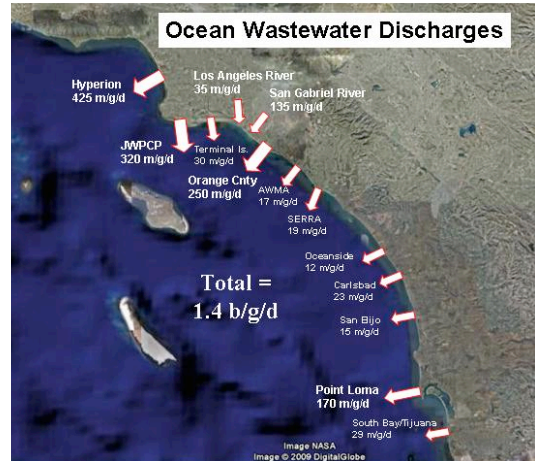 Ocean Wastewater Discharges
Hyperion
425 m/g/d
Los Angeles River
35 m/g/d
San Gabriel River
135 m/g/d
JWPCP
320 m/g/d
Terminal Is.
30 m/g/d
Orange Cnty
250 m/g/d
AWMA
17 m/g/d
SERRA
19 m/g/d
Oceanside
12 m/g/d
Carlsbad
23 m/g/d
Total =
1.4 b/g/d
San Elijo
15 m/g/d
Point Loma
170 m/g/d
South Bay/Tijuana
29 m/g/d
Image NASA
Image © 2009 DigitalGlobe